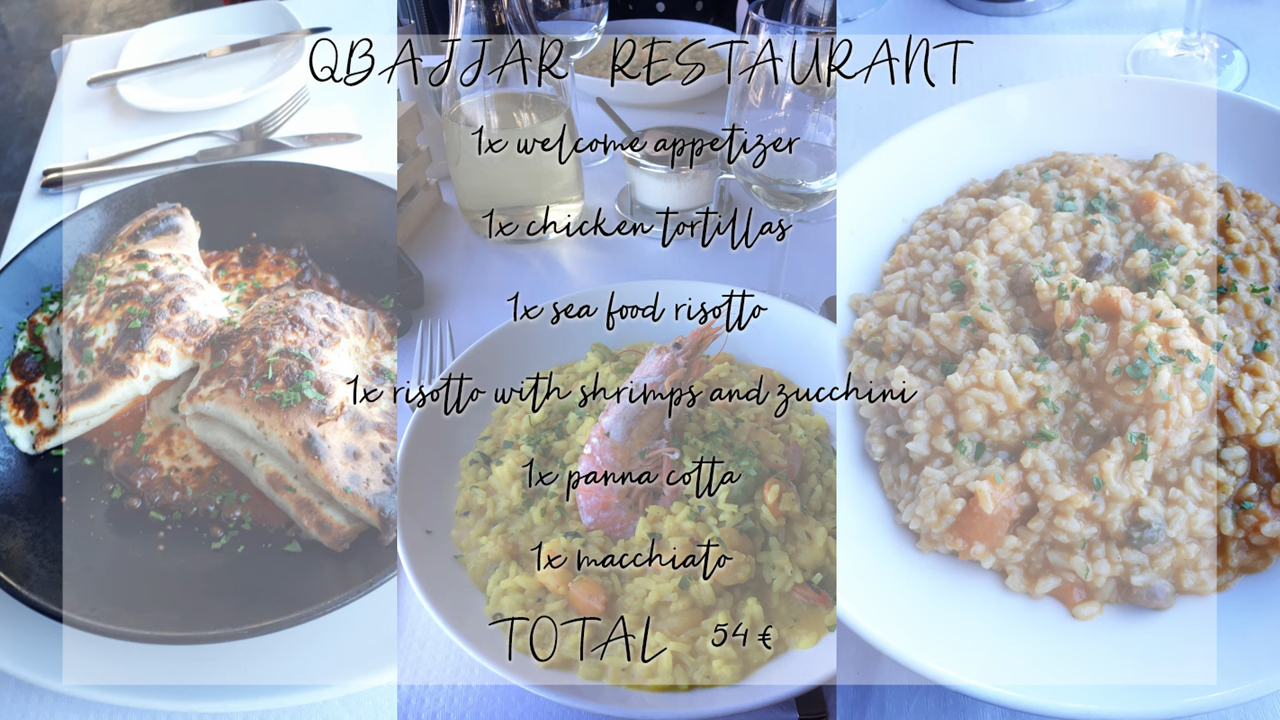 QBAJJAR RESTAURANT
1x welcome appetizer
1x chicken tortillas
1x sea food risotto
1x risotto with shrimps and zucchini
1x panna cotta
1x macchiato
TOTAL 54 €